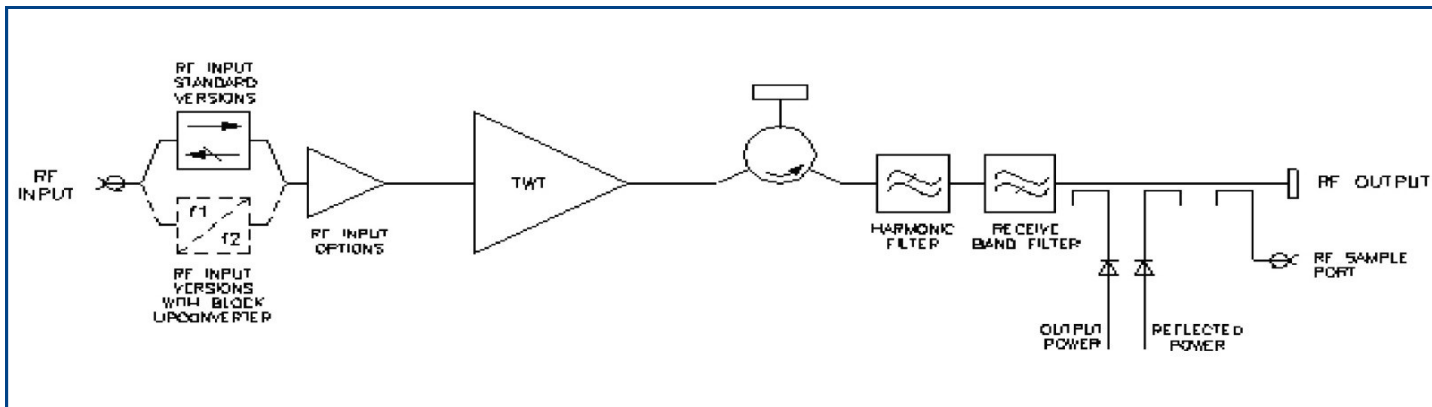 RF INPUT
STANDARD
VERSIONS
RF
INPUT
f1
f2
RF INPUT
VERSIONS
WITH BLOCK
UPCONVERTER
RF INPUT
OPTIONS
TWT
HARMONIC
FILTER
RECEIVE
BAND FILTER
RF OUTPUT
RF SAMPLE
PORT
OUTPUT
POWER
REFLECTED
POWER